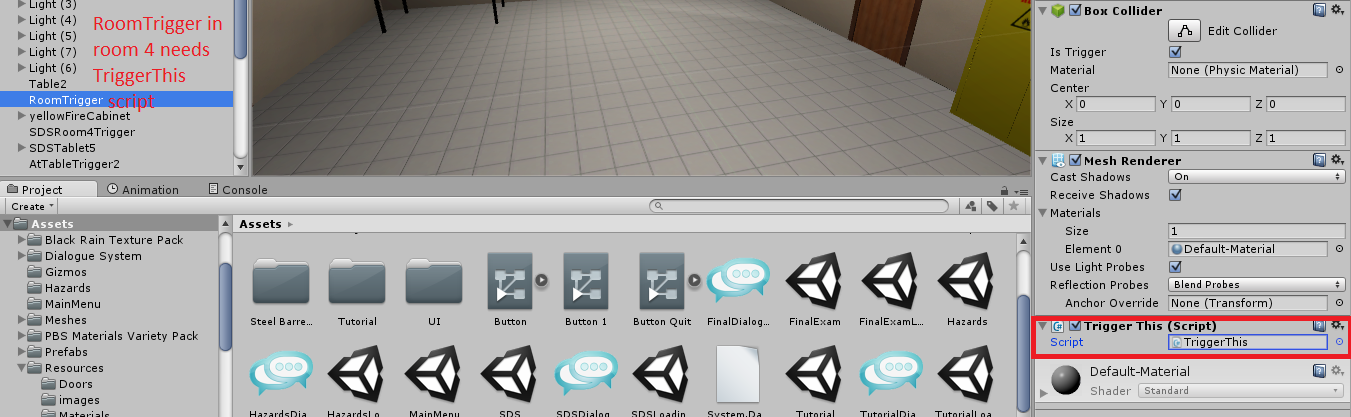 Light (3)
Light (4)
Light (5)
Light (7)
Light (6)
Table2
RoomTrigger
yellowFireCabinet
SDSRoom4Trigger
SDSTablet5
AtTableTrigger2
RoomTrigger in
room 4 needs
TriggerThis
script
Project
Animation
Console
Create
Assets
Black Rain Texture Pack
Dialogue System
Gizmos
Hazards
MainMenu
Meshes
PBS Materials Variety Pack
Prefabs
Resources
Doors
images
Materials
Assets
Steel Barre...
Tutorial
UI
Button
Button 1
Button Quit
FinalDialog...
FinalExam
FinalExamL...
Hazards
HazardsDia...
HazardsLo...
MainMenu
SDS
SDSDialog...
SDSLoadin...
System.Da...
Tutorial
TutorialDia...
TutorialLoa...
Box Collider
Edit Collider
Is Trigger
Material None (Physic Material)
Center
X 0 Y 0 Z 0
Size
X 1 Y 1 Z 1
Mesh Renderer
Cast Shadows On
Receive Shadows
Materials
Size 1
Element 0 Default-Material
Use Light Probes
Reflection Probes Blend Probes
Anchor Override None (Transform)
Trigger This (Script)
Script TriggerThis
Default-Material
Shader Standard